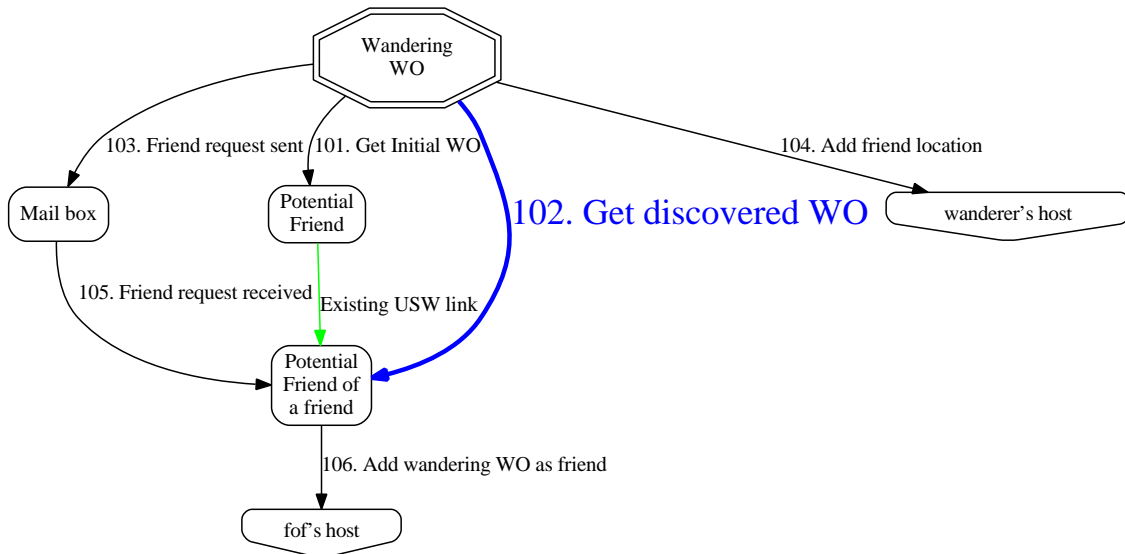 Wandering
WO
103. Friend request sent
101. Get Initial WO
104. Add friend location
Mail box
Potential
Friend
102. Get discovered WO
wanderer's host
105. Friend request received
Existing USW link
Potential
Friend of
a friend
106. Add wandering WO as friend
fof's host